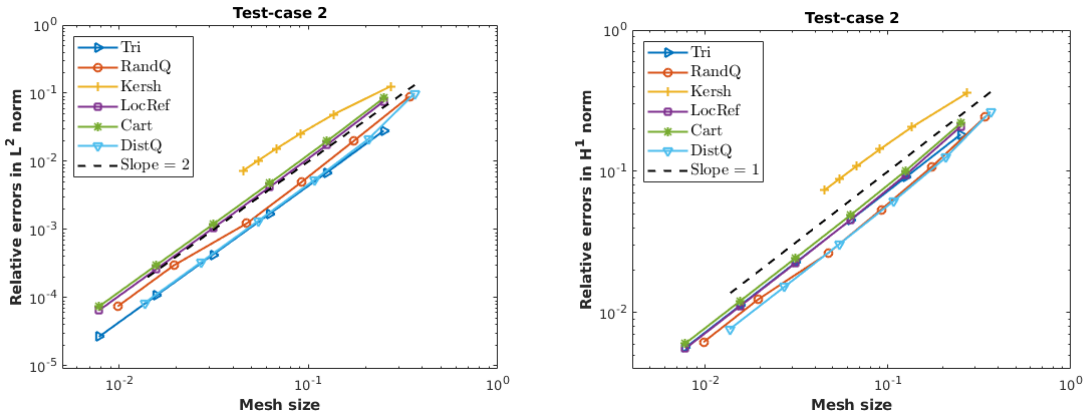 Test-case 2
10^0
10^-1
10^-2
10^-3
10^-4
10^-5
Relative errors in L^2 norm
Tri
RandQ
Kersh
LocRef
Cart
DistQ
Slope = 2
10^-2
10^-1
10^0
Mesh size
Test-case 2
10^0
10^-1
10^-2
Relative errors in H^1 norm
Tri
RandQ
Kersh
LocRef
Cart
DistQ
Slope = 1
10^-2
10^-1
10^0
Mesh size